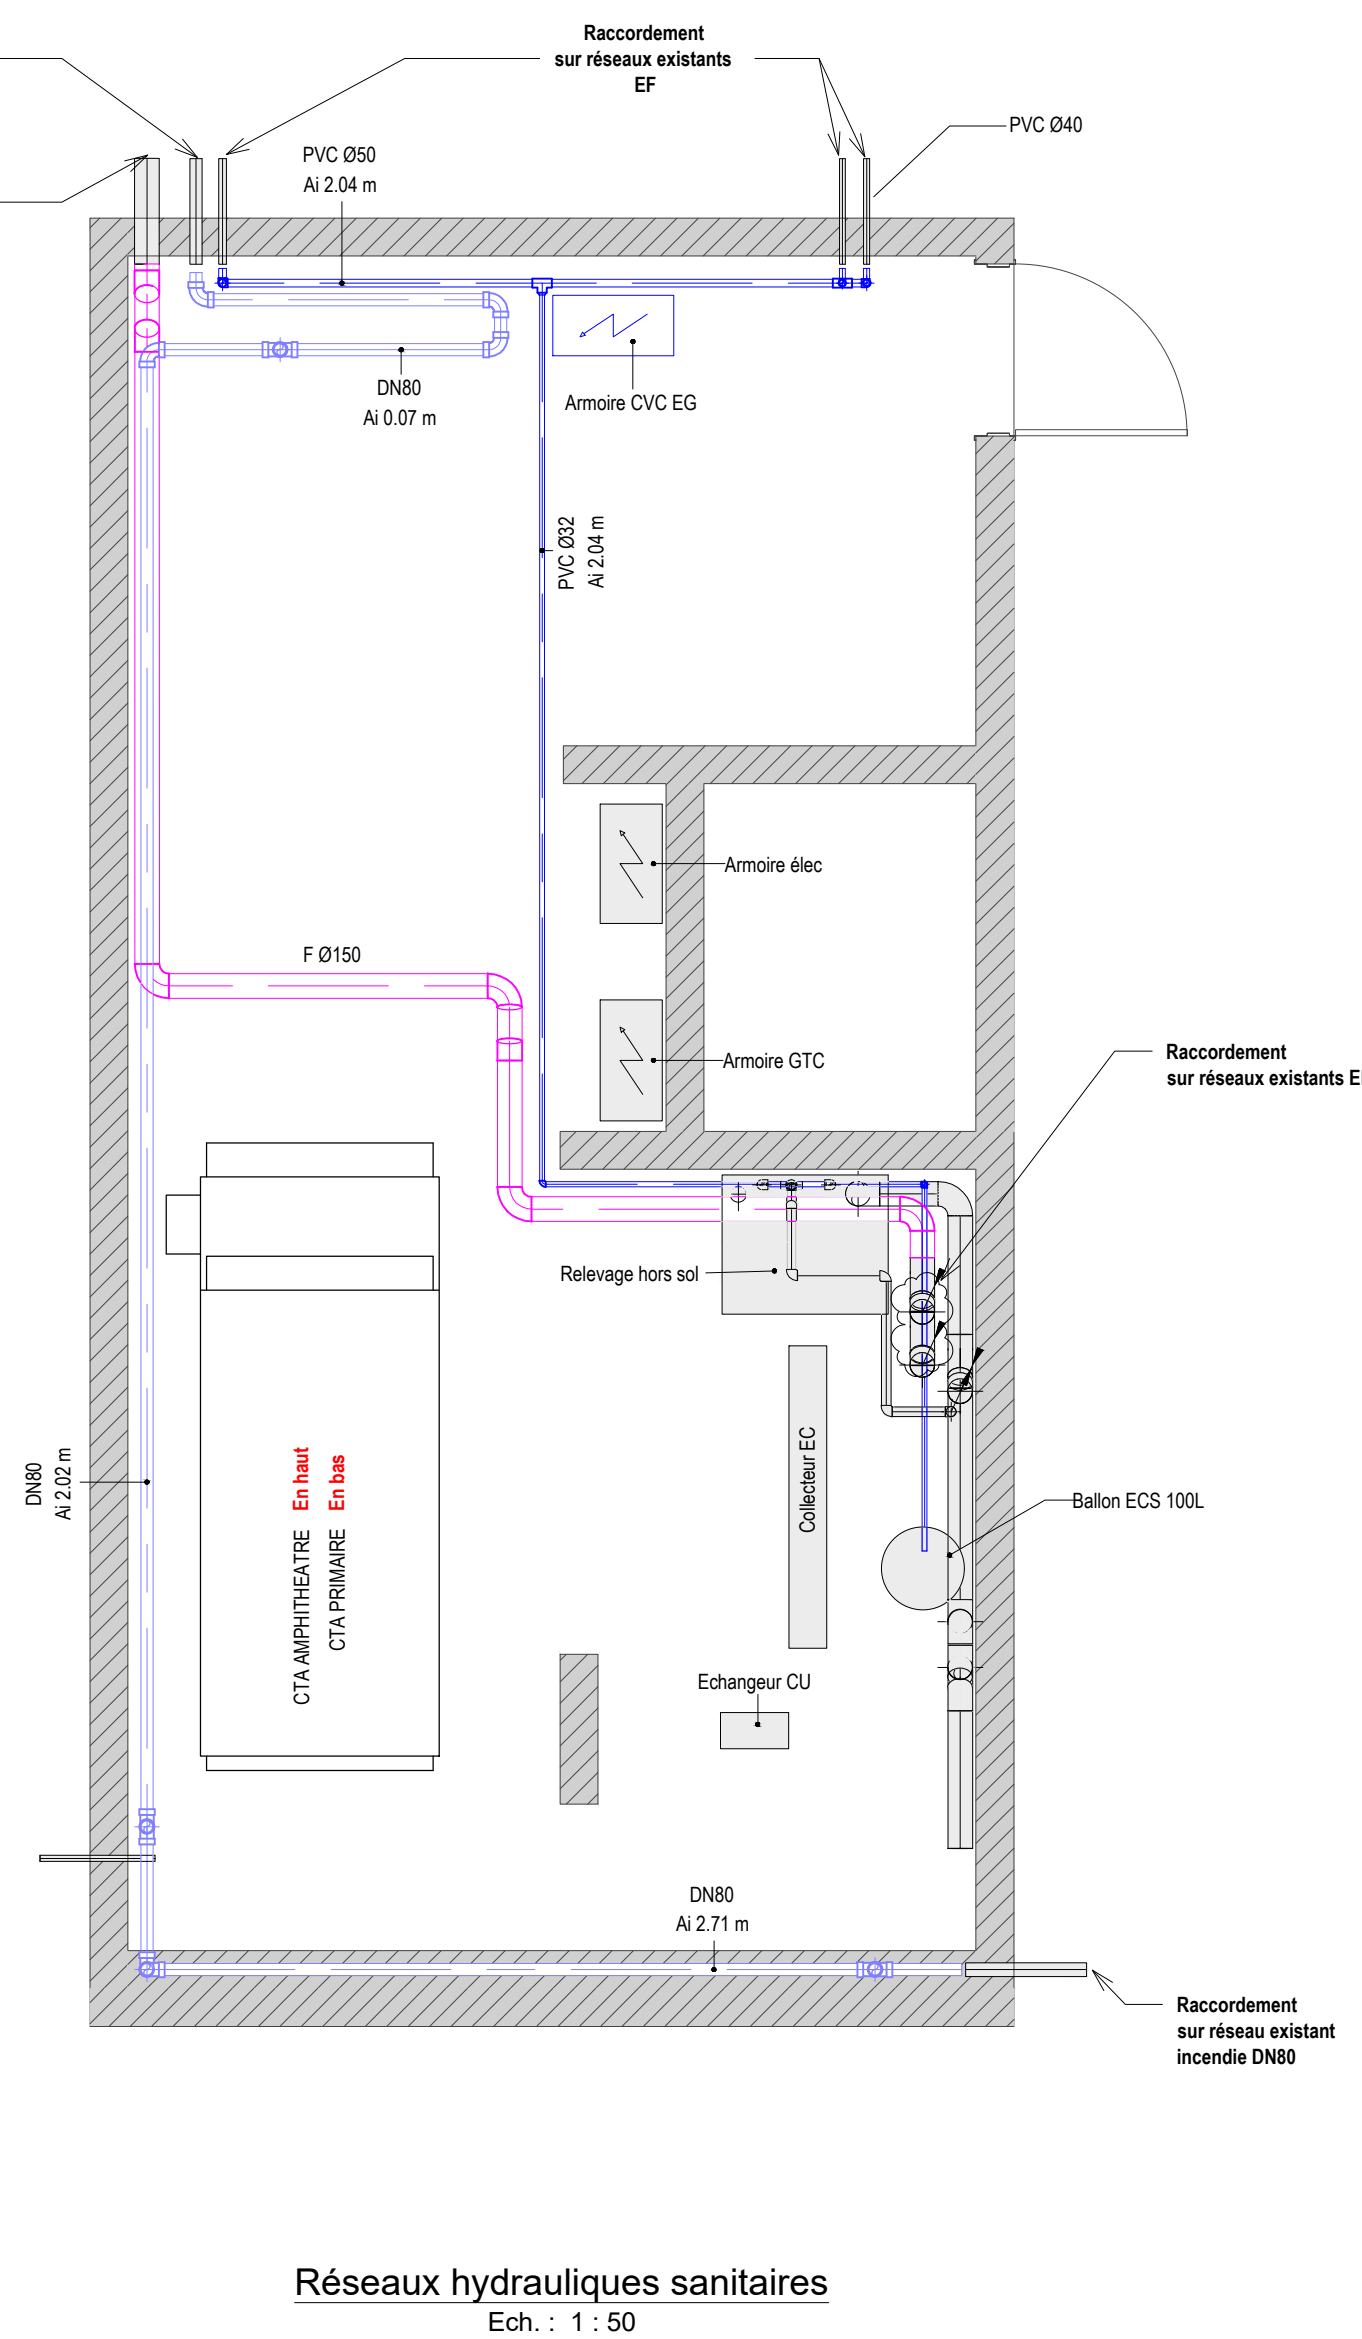 Raccordement
sur réseaux existants
EF
PVC Ø40
PVC Ø50
Ai 2.04 m
DN80
Ai 0.07 m
Armoire CVC EG
PVC Ø32
Ai 2.04 m
Armoire élec
F Ø150
Armoire GTC
Raccordement
sur réseaux existants
Relevage hors sol
Collecteur EC
DN80
Ai 2.02 m
CTA AMPHITHEATRE En haut
CTA PRIMAIRE En bas
Ballon ECS 100L
Echangeur CU
DN80
Ai 2.71 m
Raccordement
sur réseau existant
incendie DN80
Réseaux hydrauliques sanitaires
Ech. : 1 : 50